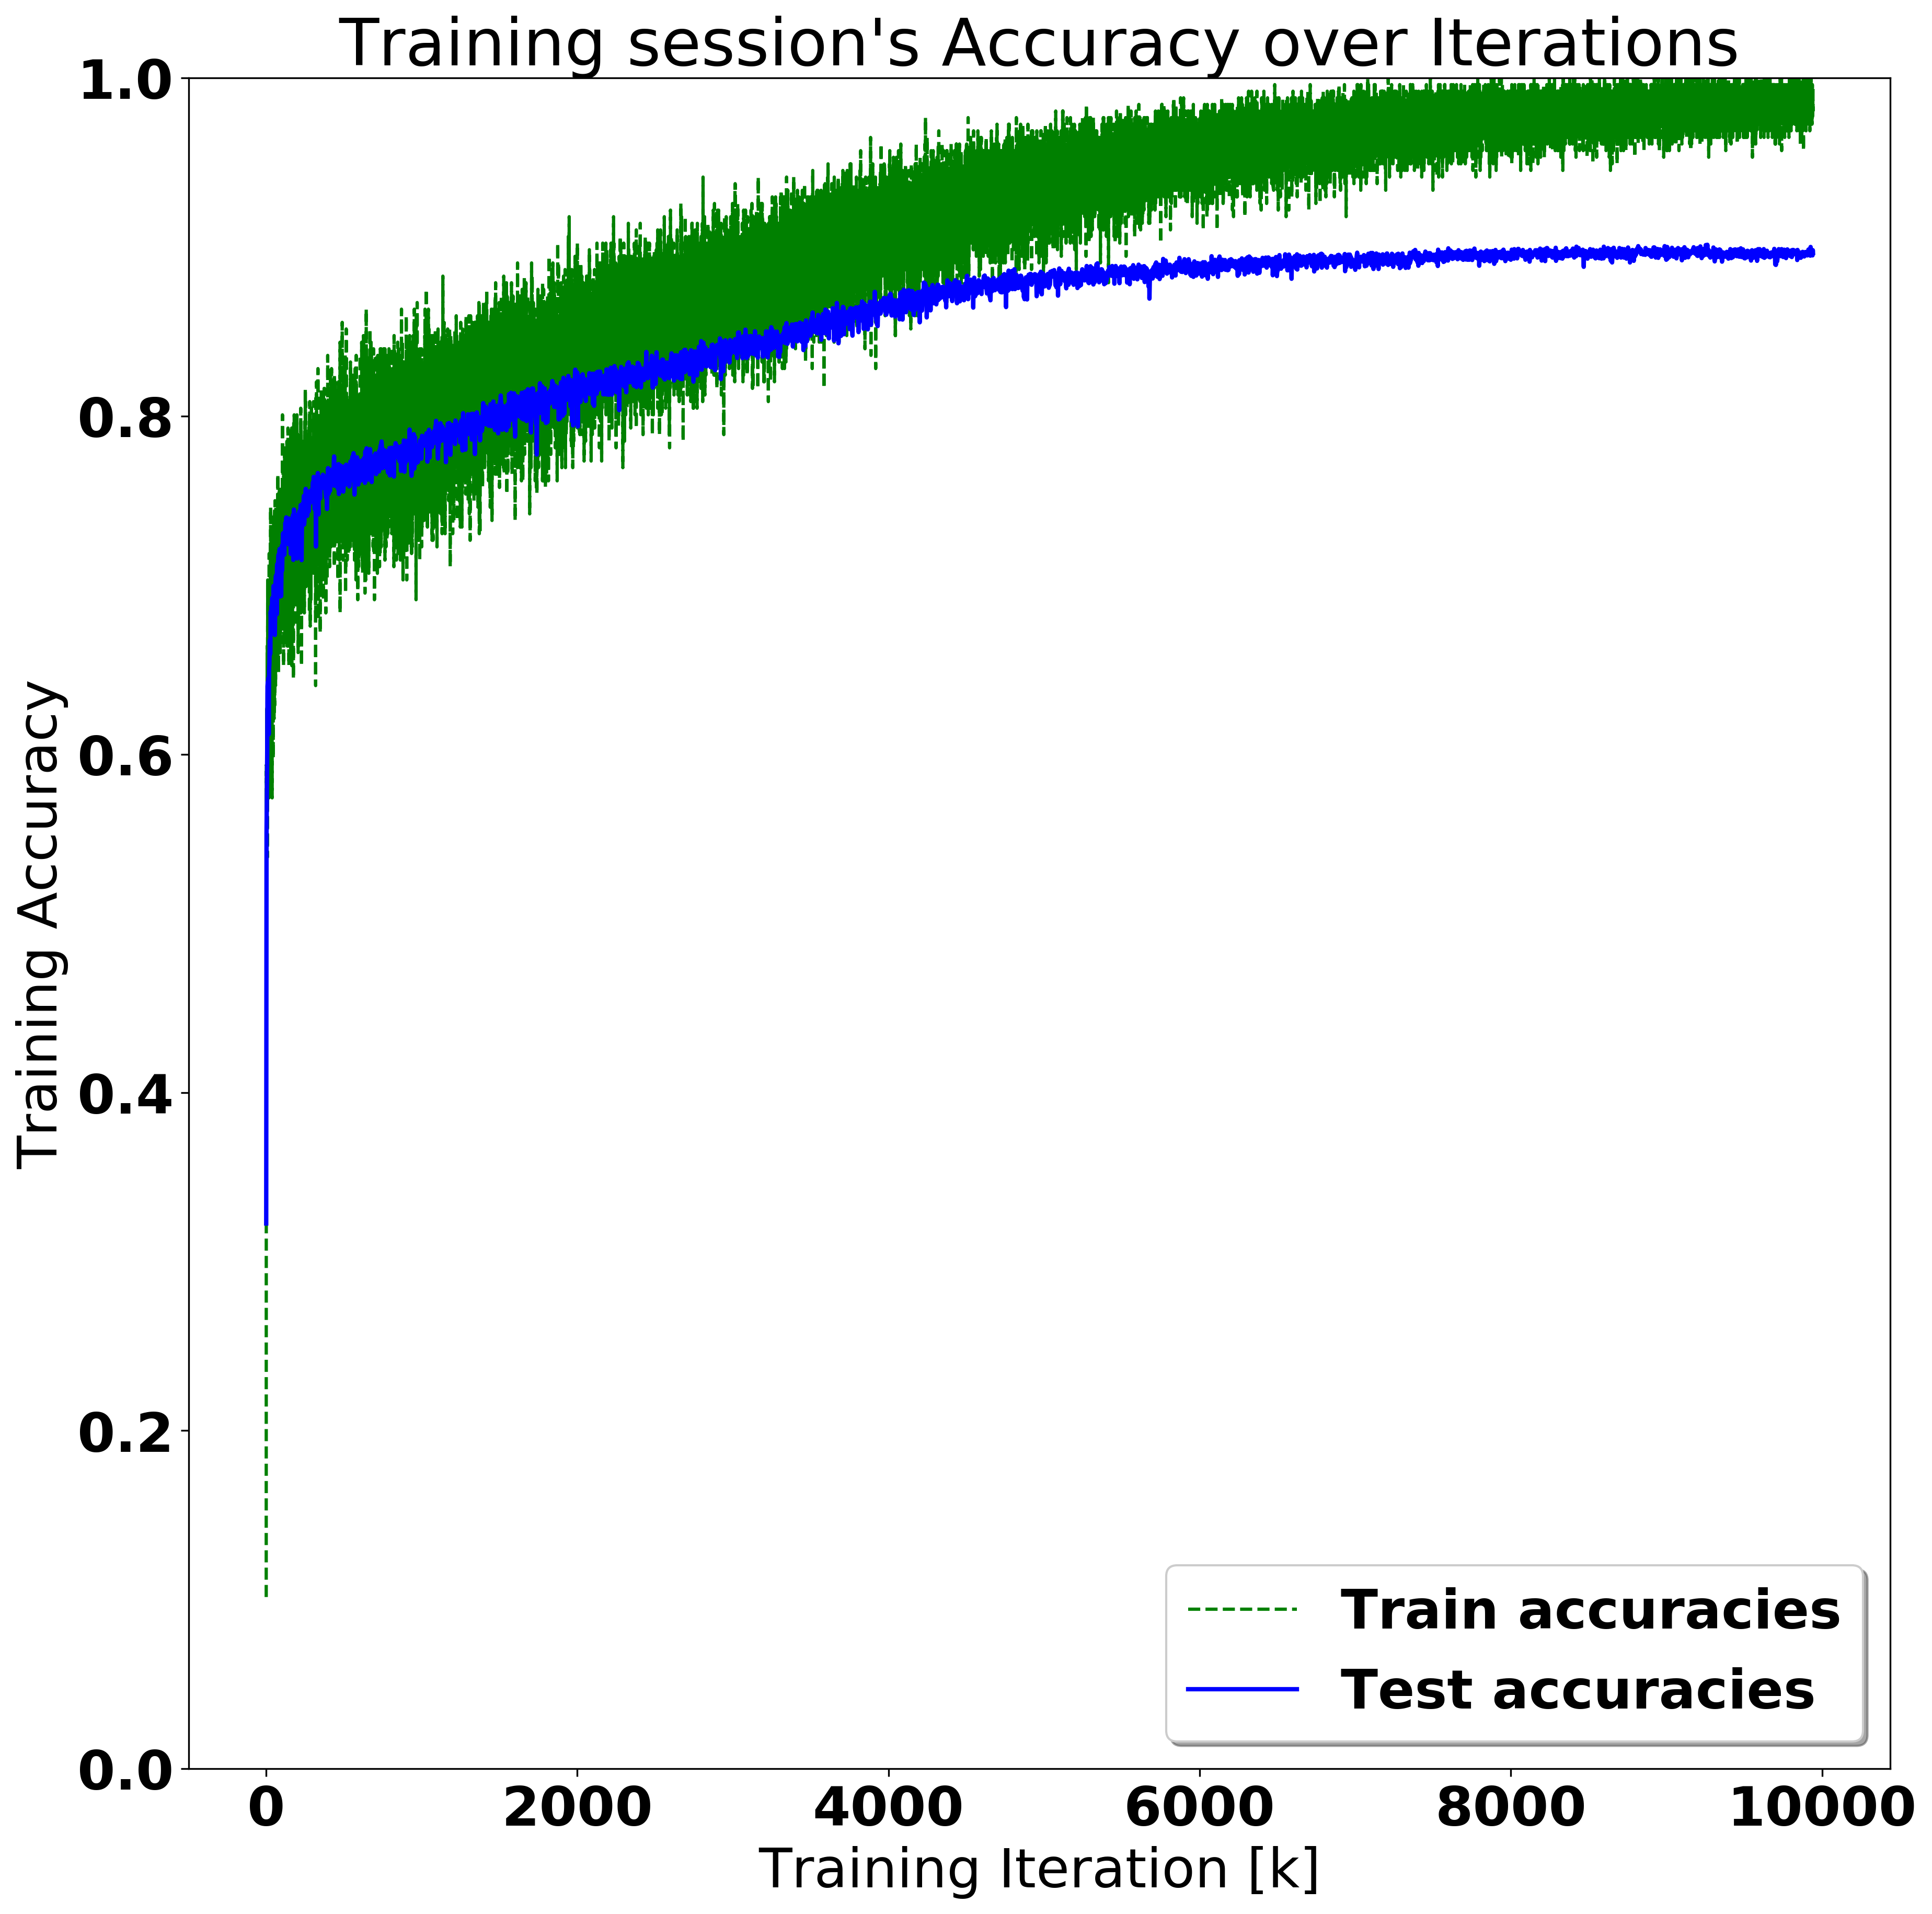 Training session's Accuracy over Iterations
1.0
0.8
0.6
0.4
0.2
0.0
Training Accuracy
Train accuracies
Test accuracies
0 2000 4000 6000 8000 10000
Training Iteration [k]